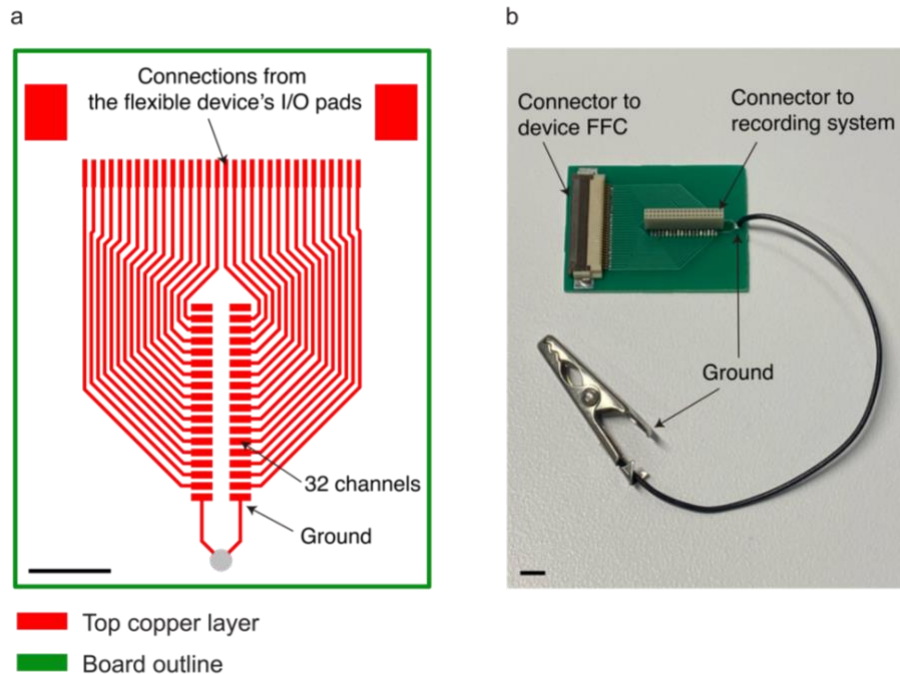 a
Connections from
the flexible device's I/O pads
32 channels
Ground
Top copper layer
Board outline
b
Connector to
device FFC
Connector to
recording system
Ground